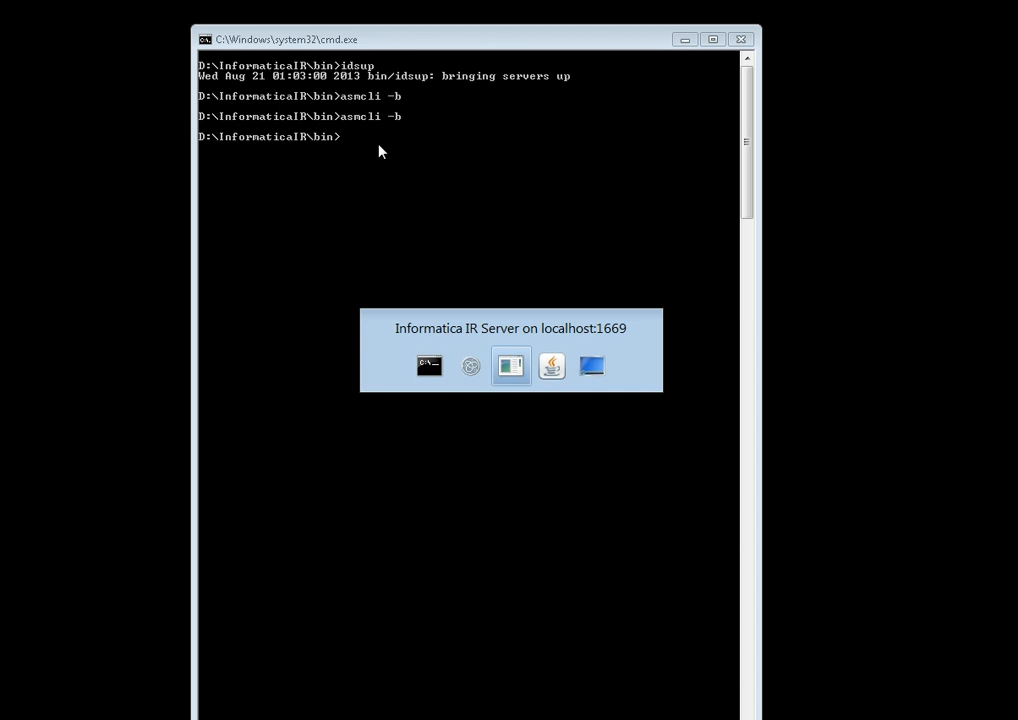 C:\Windows\system32\cmd.exe
D:\InformaticaIR\bin>idsup
Wed Aug 21 01:03:00 2013 bin/idsup: bringing servers up
D:\InformaticaIR\bin>asmcli -b
D:\InformaticaIR\bin>asmcli -b
D:\InformaticaIR\bin>
Informatica IR Server on localhost:1669